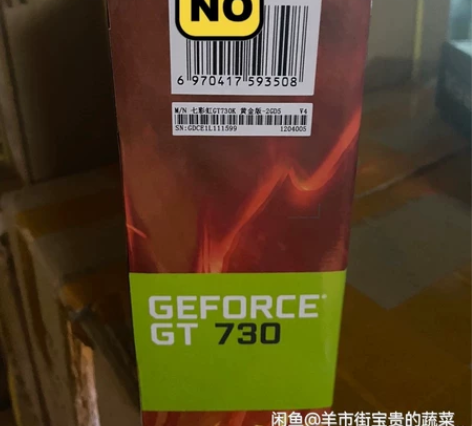 NO
6 970417 593508
M/N 七彩虹GT730K 黄金版-2GD5 V4
SN:GDCE1L111599 1204005
GEFORCE
GT 730
闲鱼@羊市街宝贵的蔬菜